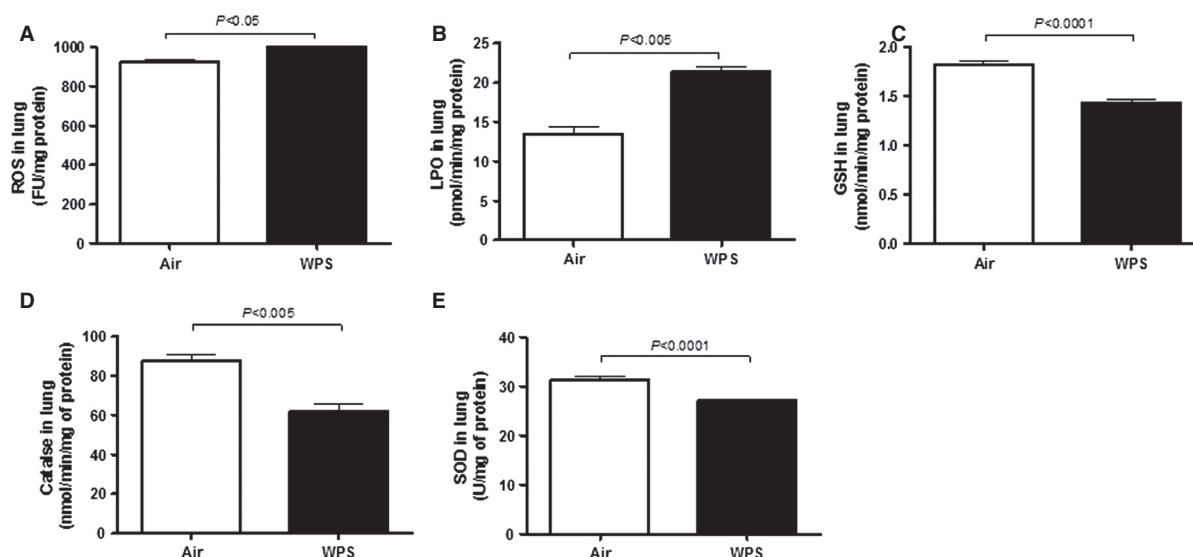 A
P<0.05
ROS in lung
(FU/mg protein)
1000
800
600
400
200
0
Air
WPS
B
P<0.005
LPO in lung
(pmol/min/mg protein)
25
20
15
10
5
0
Air
WPS
C
P<0.0001
GSH in lung
(nmol/min/mg protein)
2.0
1.5
1.0
0.5
0.0
Air
WPS
D
P<0.005
Catalse in lung
(nmol/min/mg of protein)
100
80
60
40
20
0
Air
WPS
E
P<0.0001
SOD in lung
(U/mg of protein)
40
30
20
10
0
Air
WPS